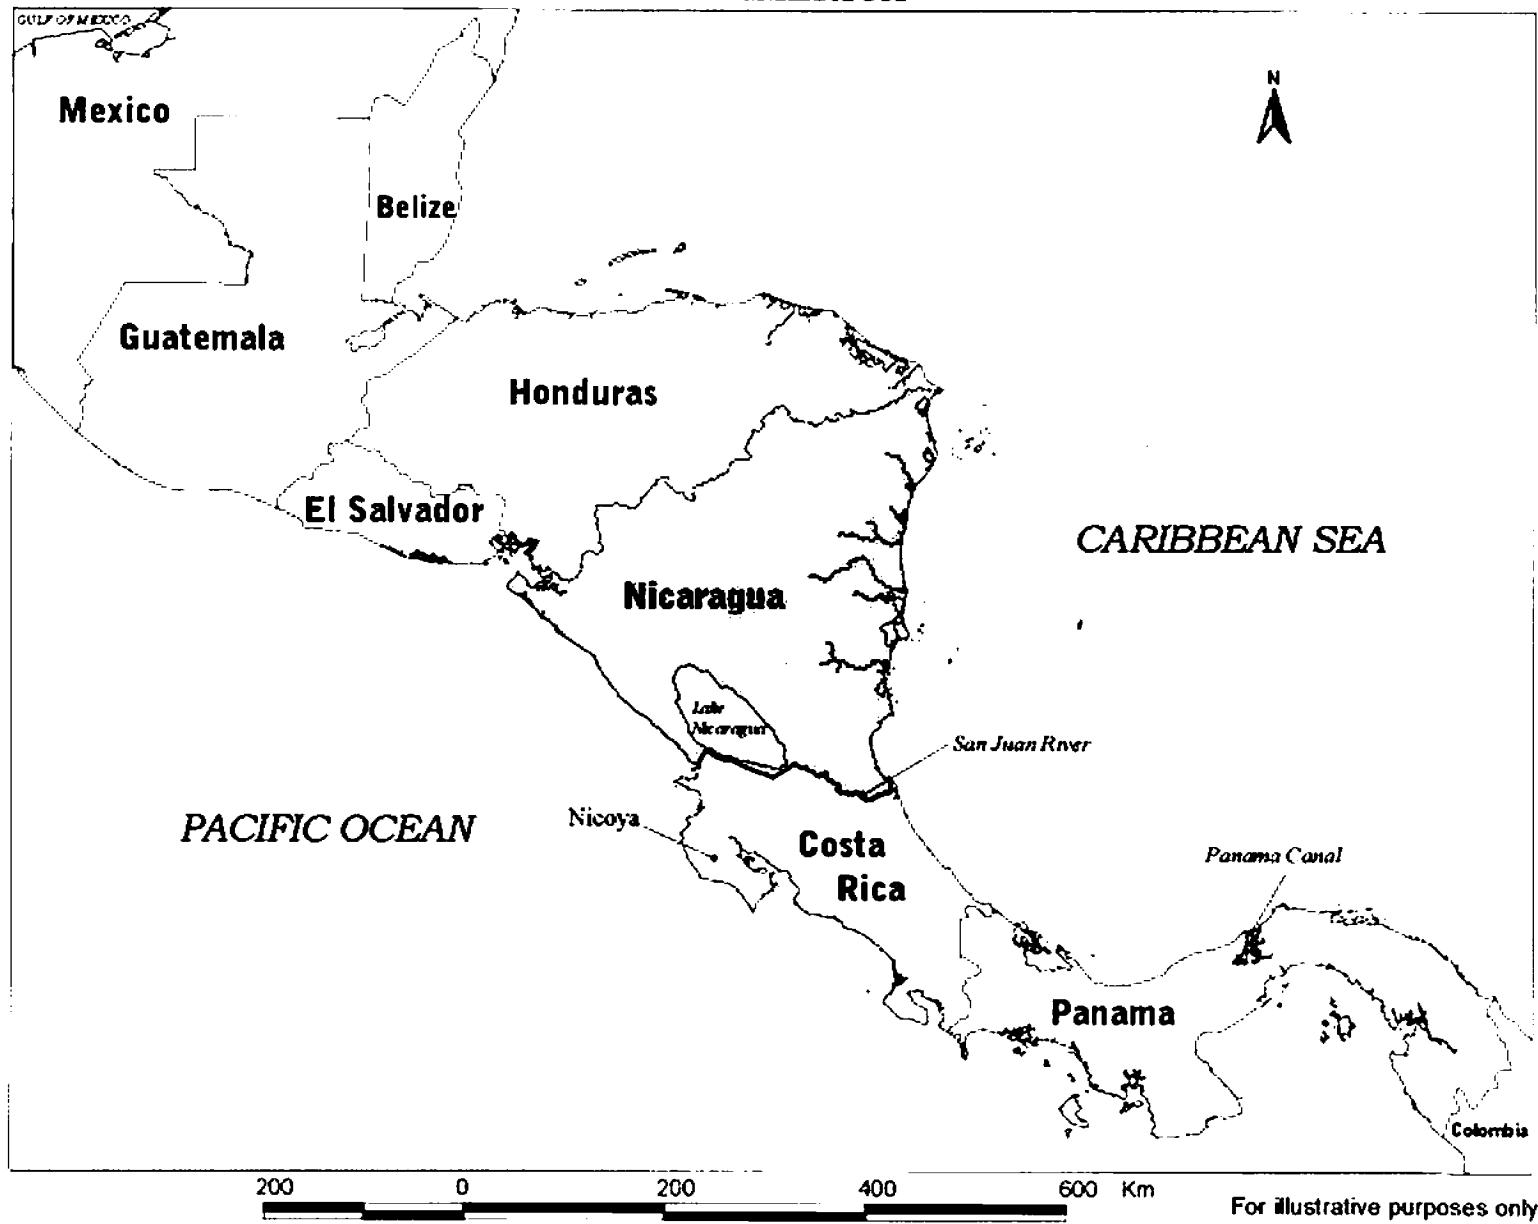 GULF OF MEXICO
N
Mexico
Belize
Guatemala
Honduras
El Salvador
CARIBBEAN SEA
Nicaragua
Lake
Nicaragua
San Juan River
PACIFIC OCEAN
Nicoya
Costa
Rica
Panama Canal
Panama
Colombia
200 0 200 400 600 Km
For illustrative purposes only